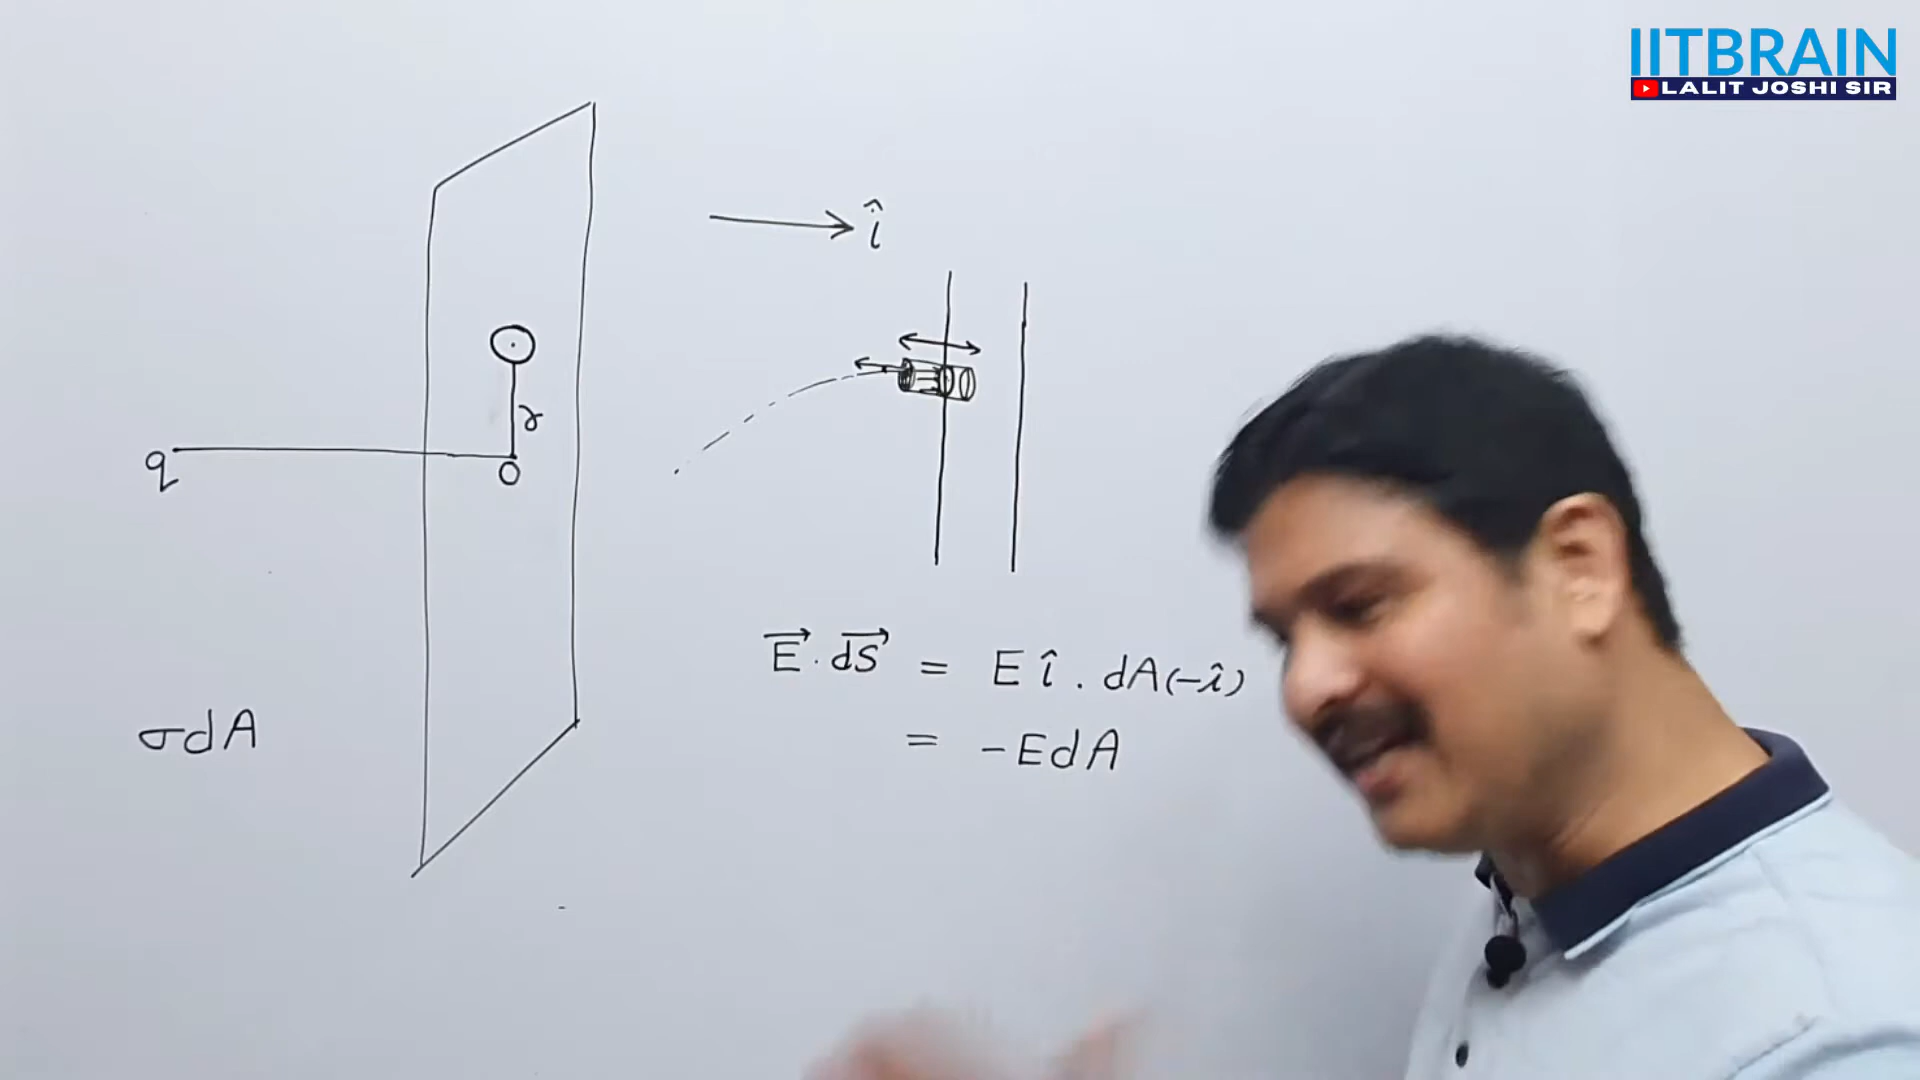 IITBRAIN
LALIT JOSHI SIR
î
r
q
O
E⃗ . dS⃗ = E î . dA(-î)
= -EdA
σdA